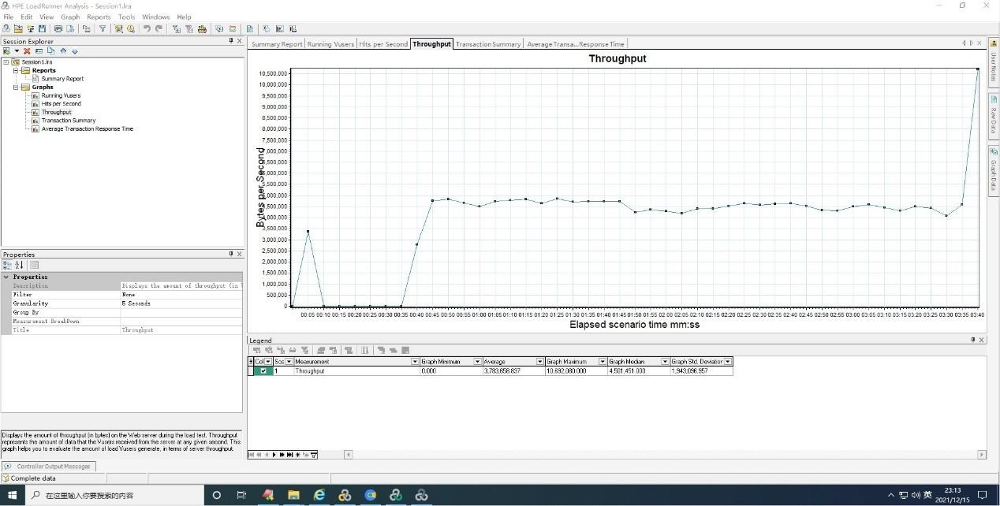 HPE LoadRunner Analysis - Session1.lra
File Edit View Graph Reports Tools Windows Help
Session Explorer
Session1.lra
Reports
Summary Report
Graphs
Running Vusers
Hits per Second
Throughput
Transaction Summary
Average Transaction Response Time
Properties
Properties
Description Displays the amount of throughput (in
Filter None
Granularity 5 Seconds
Group By
Measurement BreakDown
Title Throughput
Displays the amount of throughput (in bytes) on the Web server during the load test. Throughput
represents the amount of data that the Vusers received from the server at any given second. This
graph helps you to evaluate the amount of load Vusers generate, in terms of server throughput.
Controller Output Messages
Complete data
Summary Report Running Vusers Hits per Second Throughput Transaction Summary Average Transa...Response Time
Throughput
Bytes per Second
10,500,000
10,000,000
9,500,000
9,000,000
8,500,000
8,000,000
7,500,000
7,000,000
6,500,000
6,000,000
5,500,000
5,000,000
4,500,000
4,000,000
3,500,000
3,000,000
2,500,000
2,000,000
1,500,000
1,000,000
500,000
0
00:05 00:10 00:15 00:20 00:25 00:30 00:35 00:40 00:45 00:50 00:55 01:00 01:05 01:10 01:15 01:20 01:25 01:30 01:35 01:40 01:45 01:50 01:55 02:00 02:05 02:10 02:15 02:20 02:25 02:30 02:35 02:40 02:45 02:50 02:55 03:00 03:05 03:10 03:15 03:20 03:25 03:30 03:35 03:40
Elapsed scenario time mm:ss
User Notes
Raw Data
Graph Data
Legend
Col Sca Measurement Graph Minimum Average Graph Maximum Graph Median Graph Std. Deviation
1 Throughput 0.000 3,783,658.837 10,692,080.000 4,501,451.000 1,943,096.957
在这里输入你要搜索的内容
英
23:13
2021/12/15